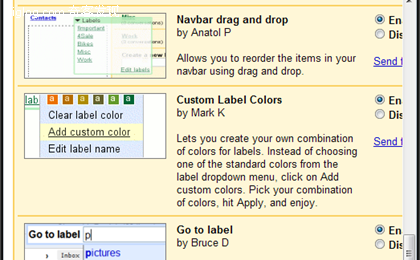 Contacts
Labels
Important
#Sale
Bikes
Misc
Work
Edit labels
Navbar drag and drop
by Anatol P
Allows you to reorder the items in your
navbar using drag and drop.
En
Dis
Send f
lab
a a a a a a
Clear label color
Add custom color
Edit label name
Custom Label Colors
by Mark K
Lets you create your own combination
of colors for labels. Instead of choosing
one of the standard colors from the
label dropdown menu, click on Add
custom colors. Pick your combination
of colors, hit Apply, and enjoy.
En
Dis
Send f
Go to label
p
Inbox
pictures
Go to label
by Bruce D
En
Dis